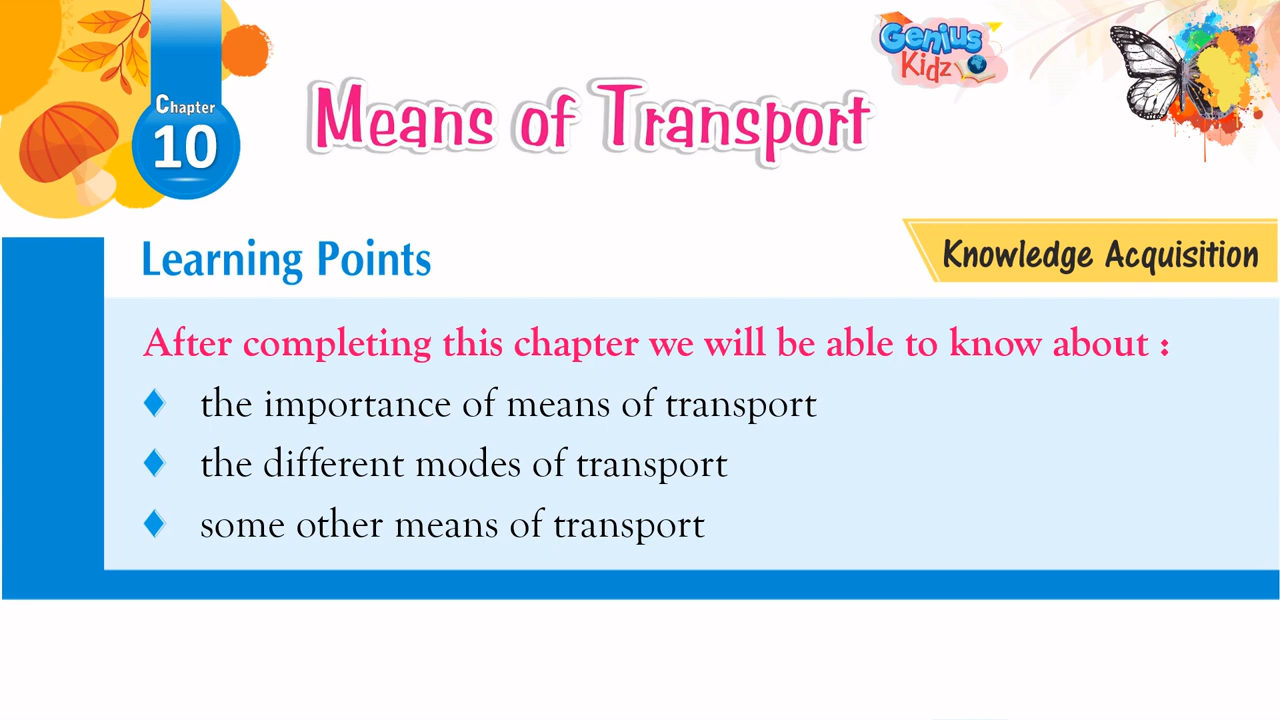 Chapter
10
Means of Transport
Genius
Kidz
Learning Points
Knowledge Acquisition
After completing this chapter we will be able to know about :
the importance of means of transport
the different modes of transport
some other means of transport